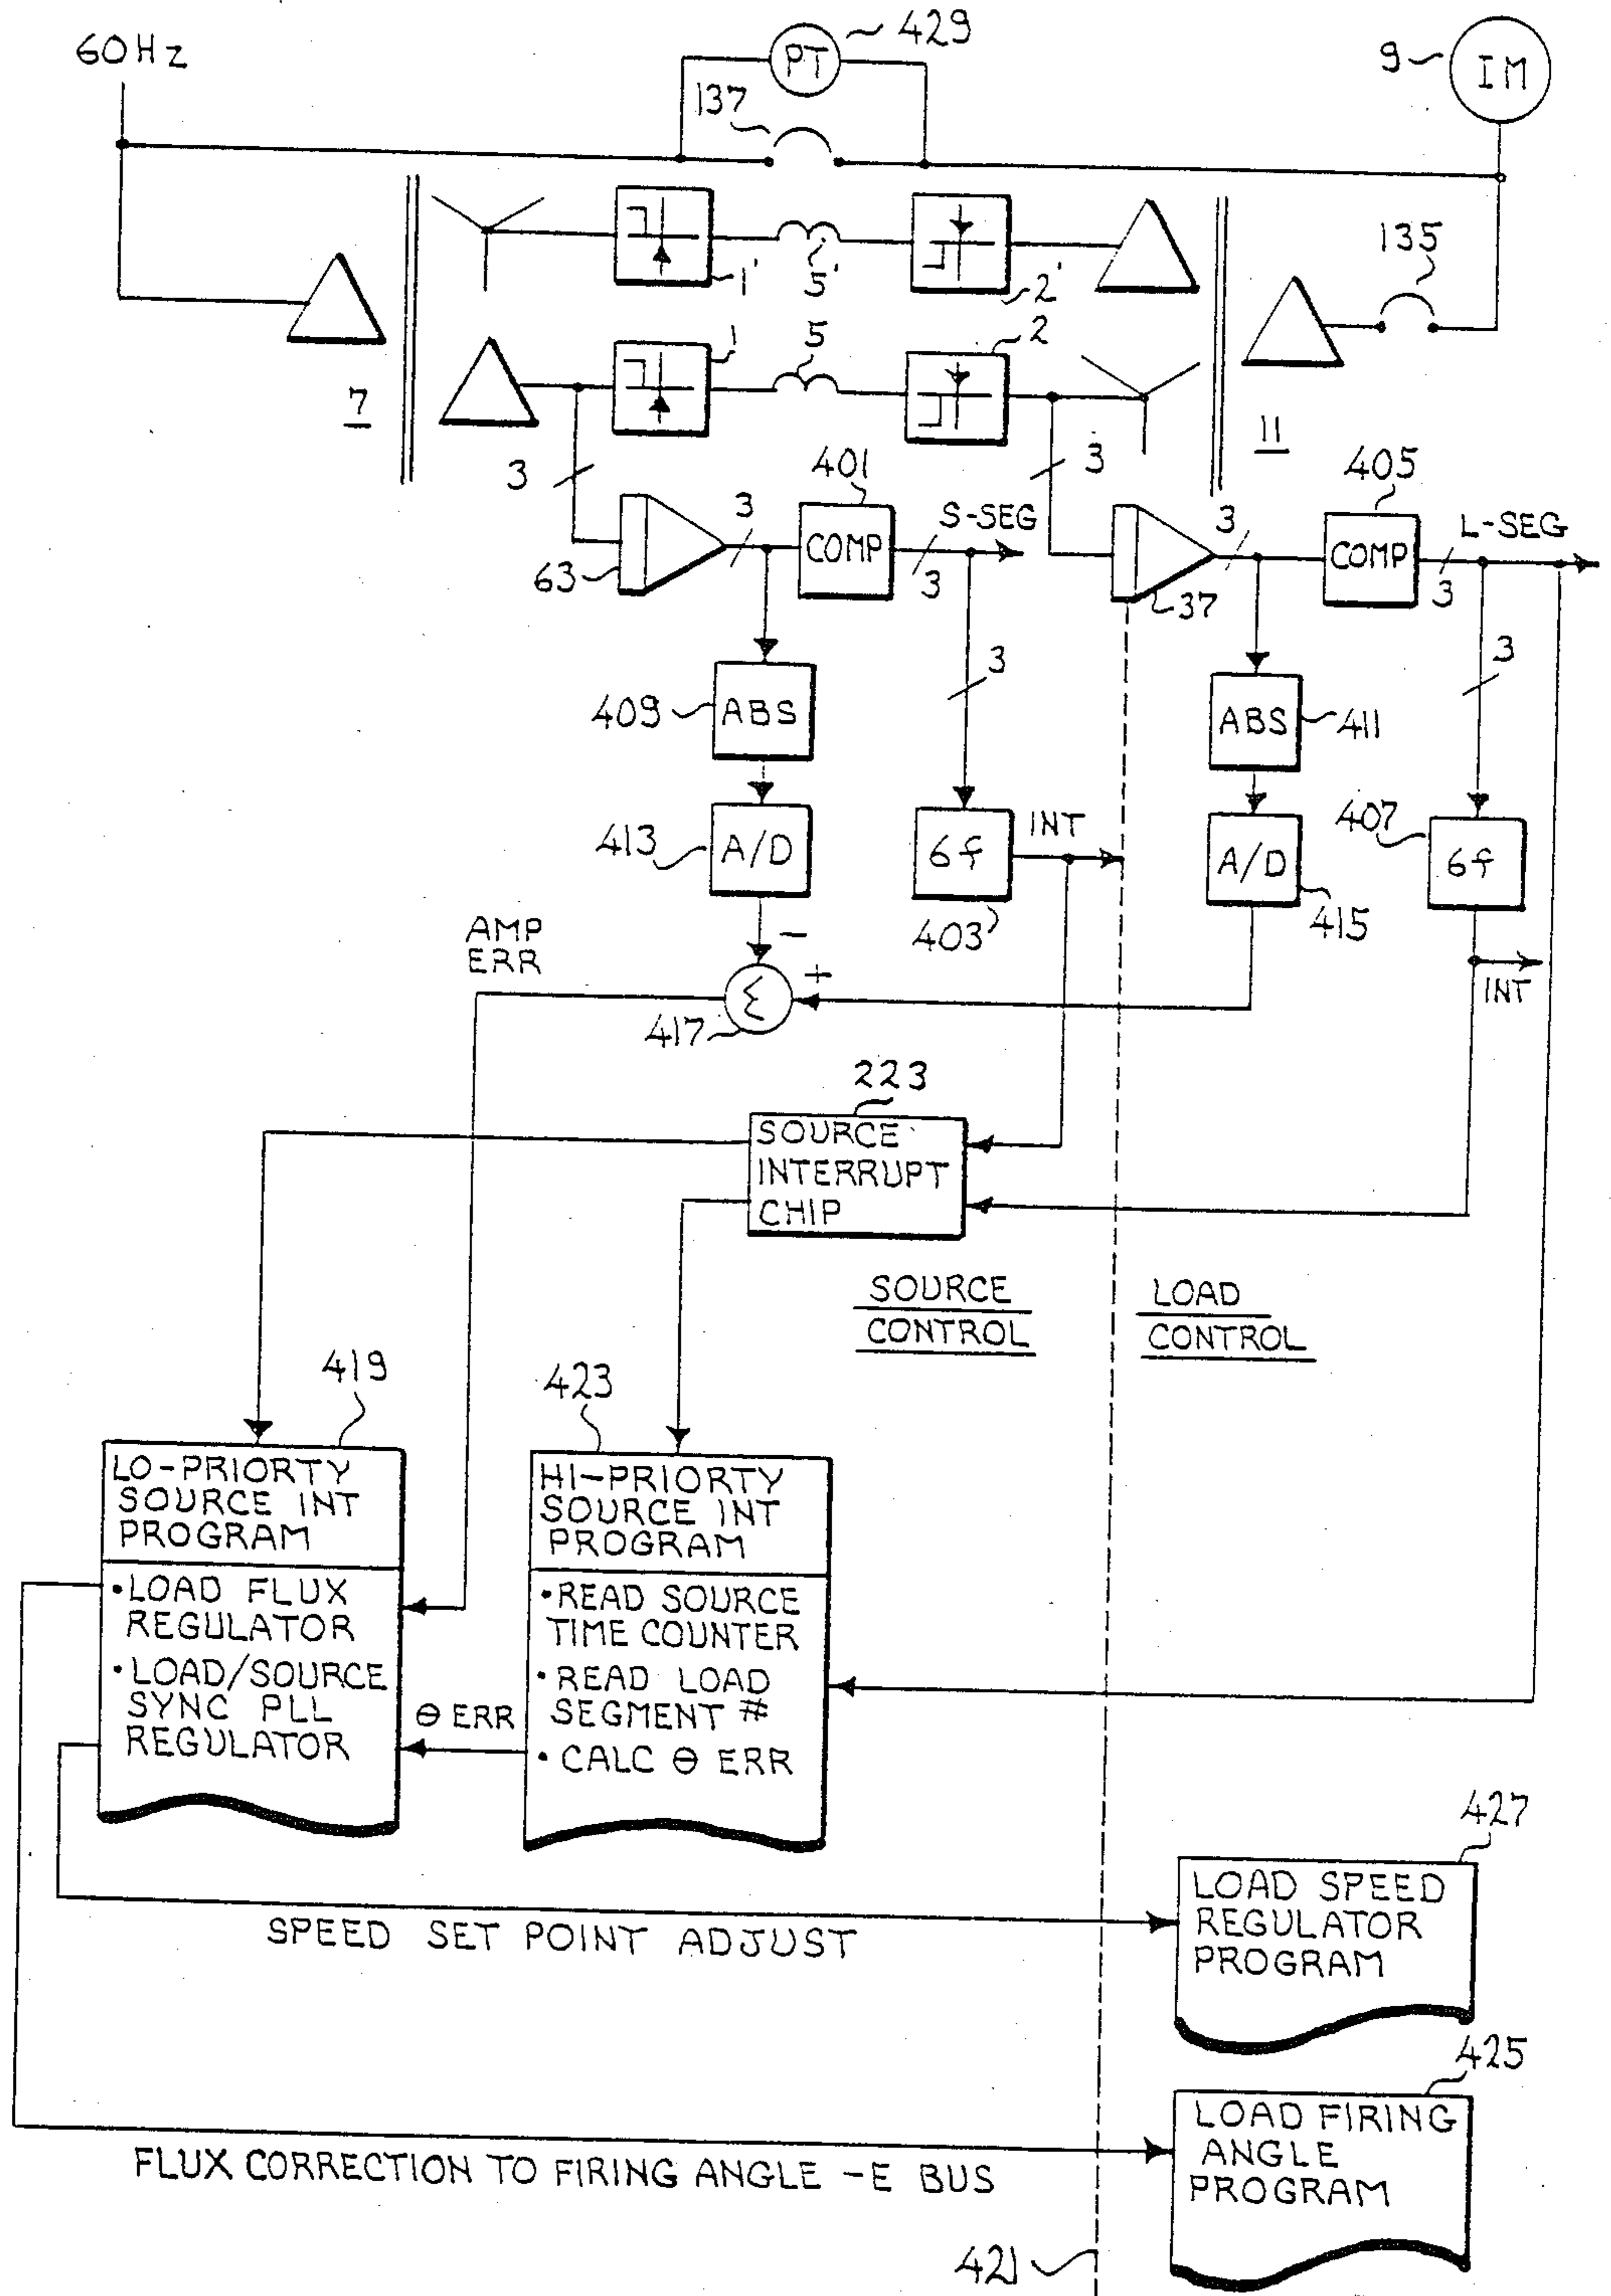 60Hz
PT
429
137
9
IM
135
1'
5'
2'
1
5
2
7
11
3
3
63
3
401
COMP
3
S-SEG
37
3
405
COMP
3
L-SEG
409
ABS
3
ABS
411
3
413
A/D
6f
INT
403
A/D
415
407
6f
INT
AMP
ERR
-
+
Σ
417
223
SOURCE
INTERRUPT
CHIP
SOURCE
CONTROL
LOAD
CONTROL
419
LO-PRIORTY
SOURCE INT
PROGRAM
•LOAD FLUX
REGULATOR
•LOAD/SOURCE
SYNC PLL
REGULATOR
423
HI-PRIORTY
SOURCE INT
PROGRAM
•READ SOURCE
TIME COUNTER
•READ LOAD
SEGMENT #
•CALC Θ ERR
Θ ERR
427
LOAD SPEED
REGULATOR
PROGRAM
SPEED SET POINT ADJUST
425
LOAD FIRING
ANGLE
PROGRAM
FLUX CORRECTION TO FIRING ANGLE -E BUS
421